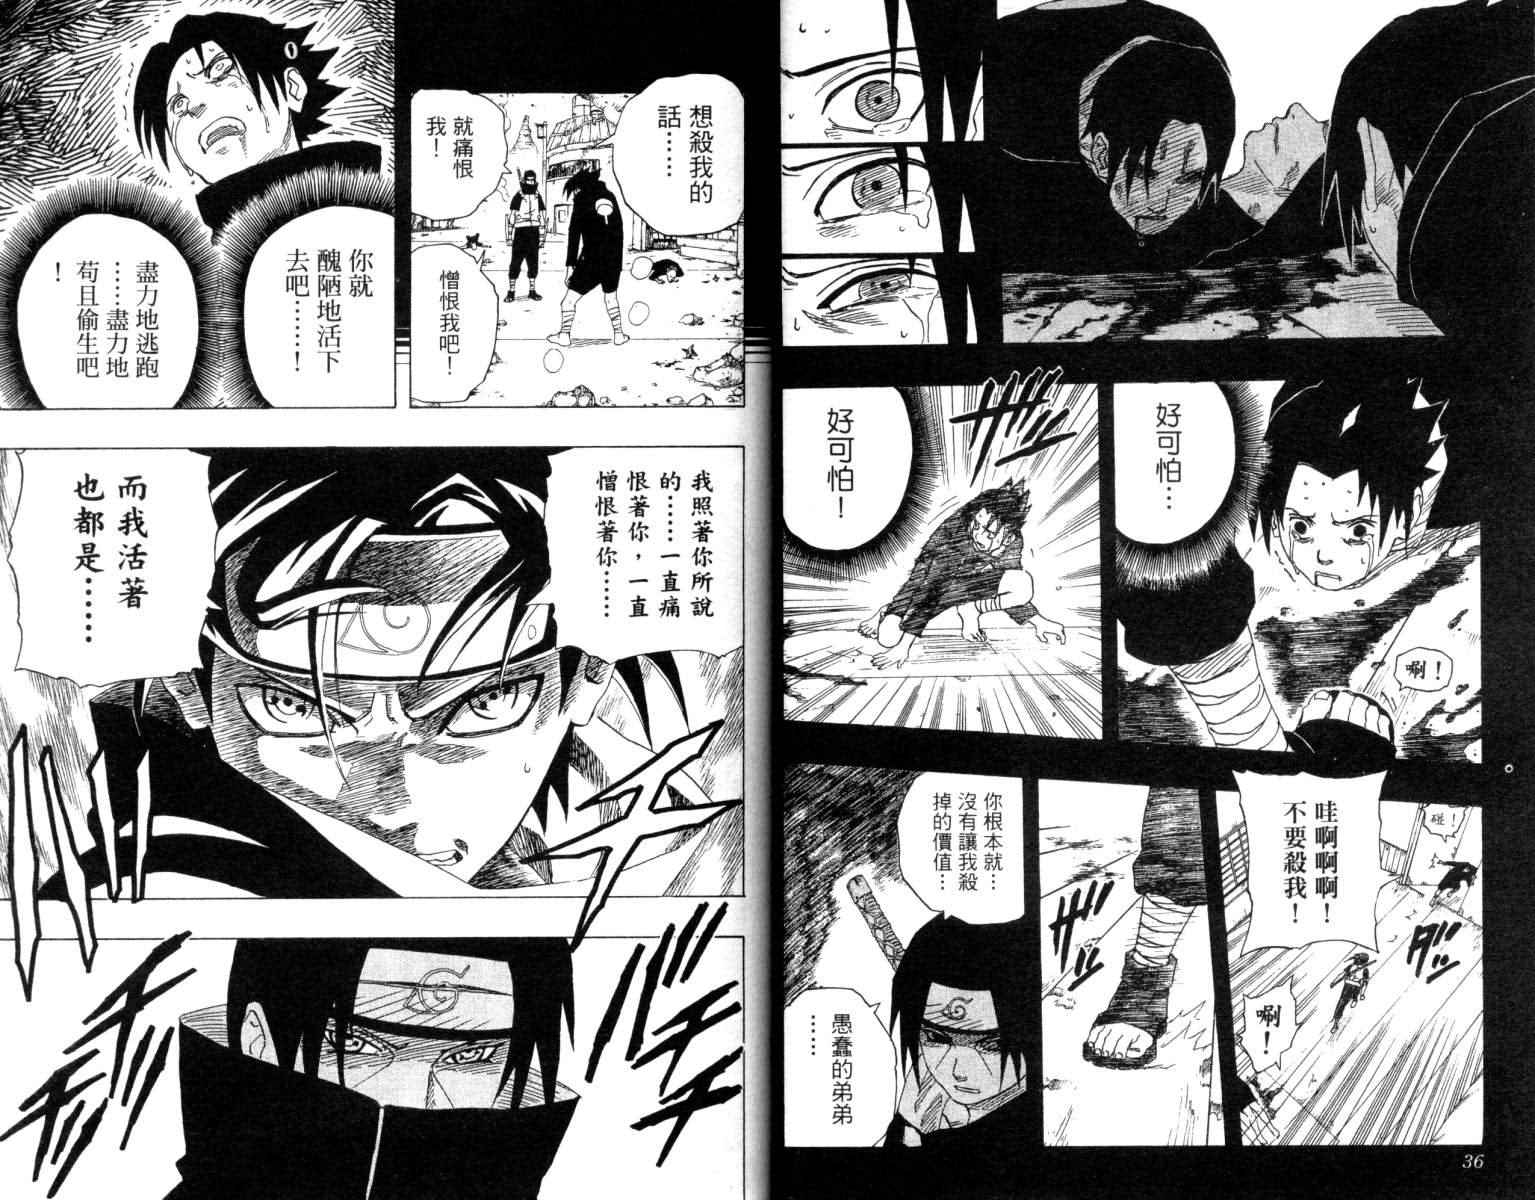 好可怕…
唰！
好可怕！
碰！
哇啊啊啊！
不要殺我！
唰！
你根本就…
沒有讓我殺
掉的價值…
愚蠢的弟弟
……
36
想殺我的
話……
就痛恨
我！
憎恨我吧！
你就
醜陋地活下
去吧……！
盡力地逃跑
……盡力地
苟且偷生吧
！
我照著你所說
的……一直痛
恨著你，一直
憎恨著你……
而我活著
也都是……